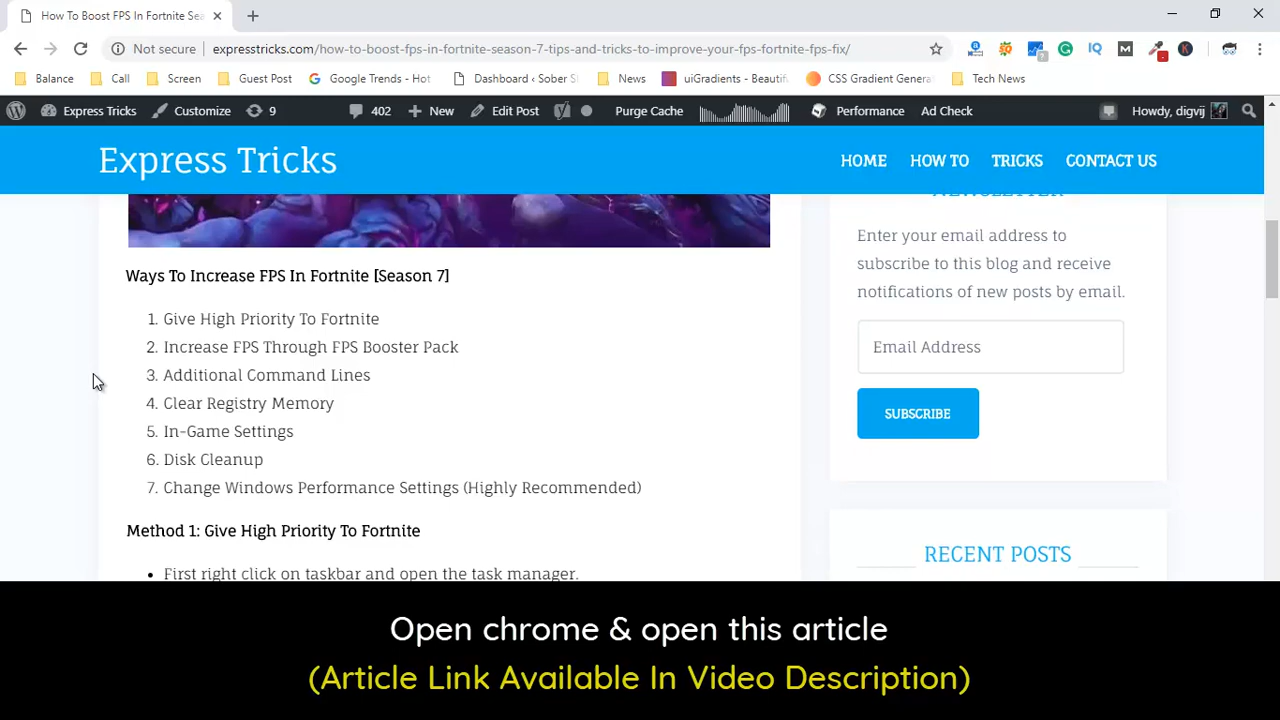 How To Boost FPS In Fortnite Sea
Not secure
expresstricks.com/how-to-boost-fps-in-fortnite-season-7-tips-and-tricks-to-improve-your-fps-fortnite-fps-fix/
Balance
Call
Screen
Guest Post
Google Trends - Hot
Dashboard ‹ Sober S
News
uiGradients - Beautif
CSS Gradient Genera
Tech News
Express Tricks
Customize
9
402
New
Edit Post
Purge Cache
Performance
Ad Check
Howdy, digvij
Express Tricks
HOME
HOW TO
TRICKS
CONTACT US
NEWSLETTER
Enter your email address to
subscribe to this blog and receive
notifications of new posts by email.
Email Address
SUBSCRIBE
RECENT POSTS
Ways To Increase FPS In Fortnite [Season 7]
1. Give High Priority To Fortnite
2. Increase FPS Through FPS Booster Pack
3. Additional Command Lines
4. Clear Registry Memory
5. In-Game Settings
6. Disk Cleanup
7. Change Windows Performance Settings (Highly Recommended)
Method 1: Give High Priority To Fortnite
• First right click on taskbar and open the task manager.
Open chrome & open this article
(Article Link Available In Video Description)